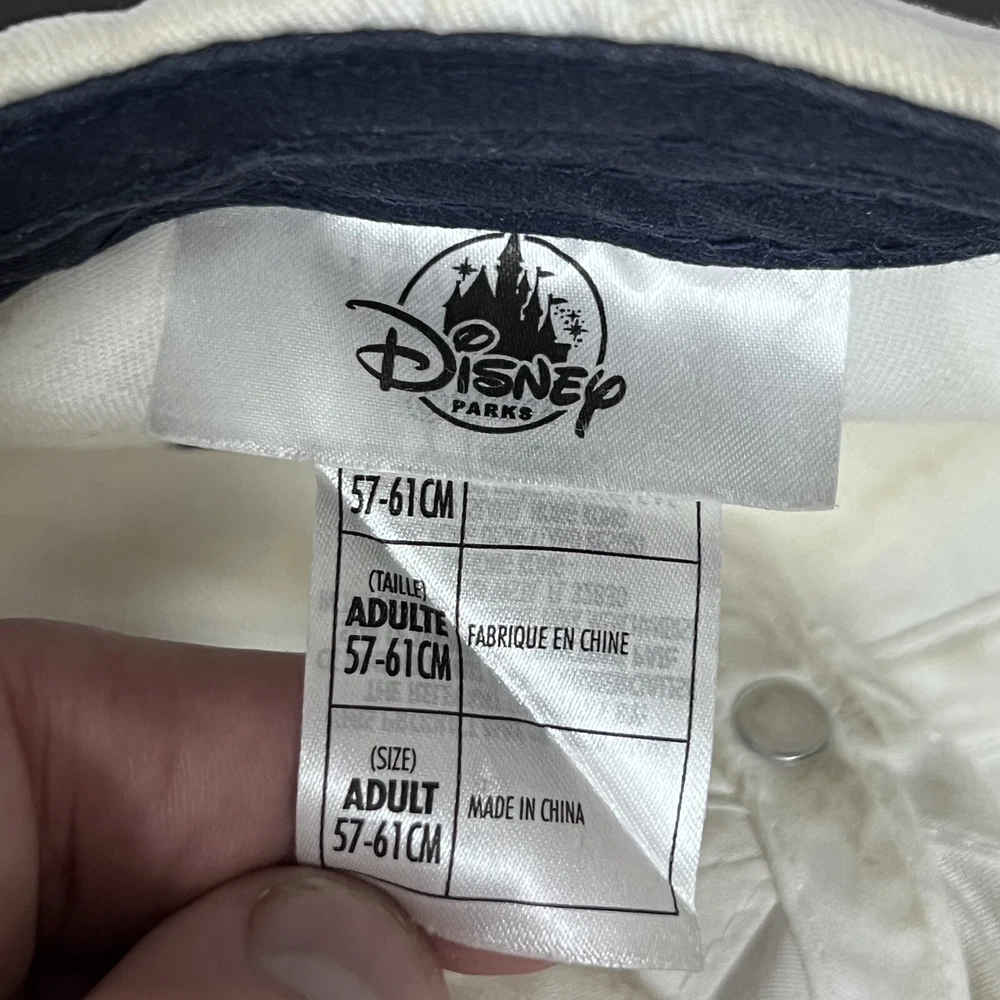 Disney
PARKS
57-61CM
(TAILLE)
ADULTE
57-61CM
FABRIQUE EN CHINE
(SIZE)
ADULT
57-61CM
MADE IN CHINA